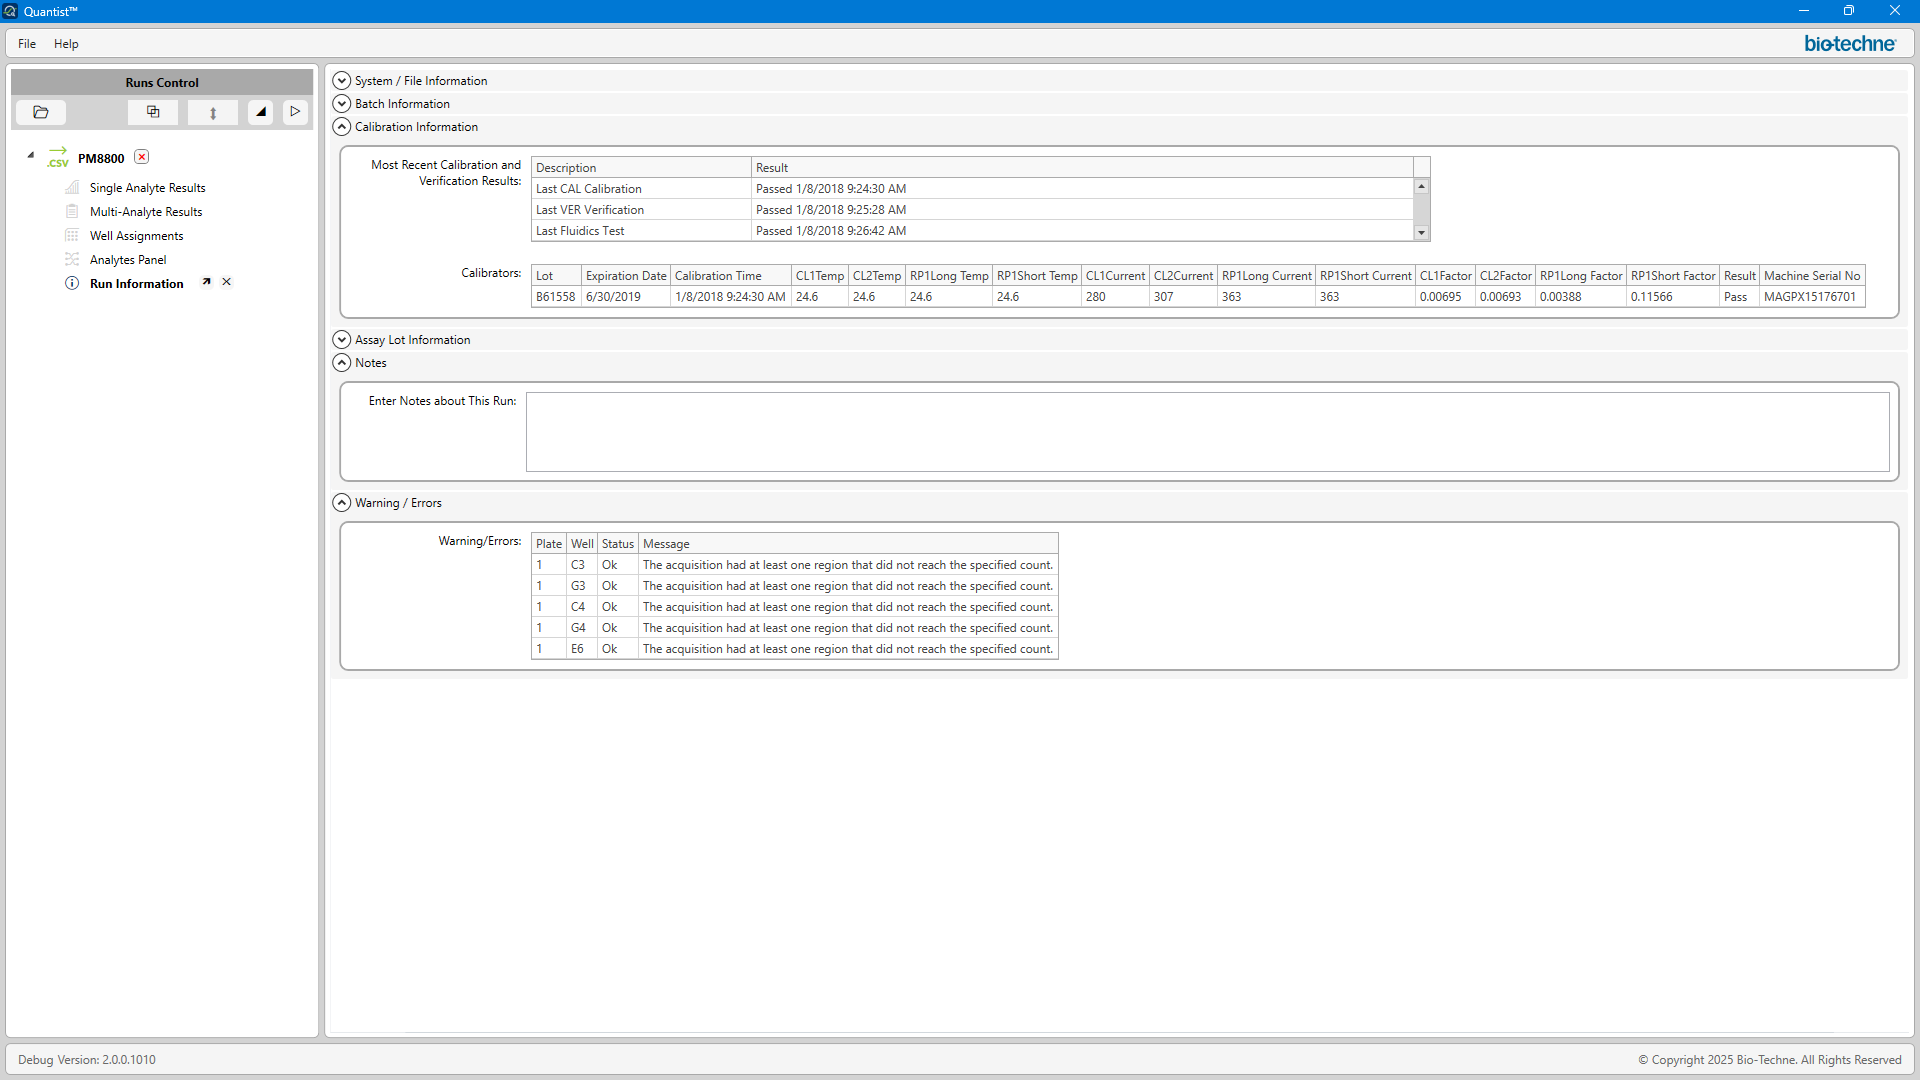 Quantist™
File Help
bio-techne
Runs Control
.csv PM8800
Single Analyte Results
Multi-Analyte Results
Well Assignments
Analytes Panel
Run Information
System / File Information
Batch Information
Calibration Information
Most Recent Calibration and
Verification Results:
Description Result
Last CAL Calibration Passed 1/8/2018 9:24:30 AM
Last VER Verification Passed 1/8/2018 9:25:28 AM
Last Fluidics Test Passed 1/8/2018 9:26:42 AM
Calibrators:
Lot Expiration Date Calibration Time CL1Temp CL2Temp RP1Long Temp RP1Short Temp CL1Current CL2Current RP1Long Current RP1Short Current CL1Factor CL2Factor RP1Long Factor RP1Short Factor Result Machine Serial No
B61558 6/30/2019 1/8/2018 9:24:30 AM 24.6 24.6 24.6 24.6 280 307 363 363 0.00695 0.00693 0.00388 0.11566 Pass MAGPX15176701
Assay Lot Information
Notes
Enter Notes about This Run:
Warning / Errors
Warning/Errors:
Plate Well Status Message
1 C3 Ok The acquisition had at least one region that did not reach the specified count.
1 G3 Ok The acquisition had at least one region that did not reach the specified count.
1 C4 Ok The acquisition had at least one region that did not reach the specified count.
1 G4 Ok The acquisition had at least one region that did not reach the specified count.
1 E6 Ok The acquisition had at least one region that did not reach the specified count.
Debug Version: 2.0.0.1010
© Copyright 2025 Bio-Techne. All Rights Reserved